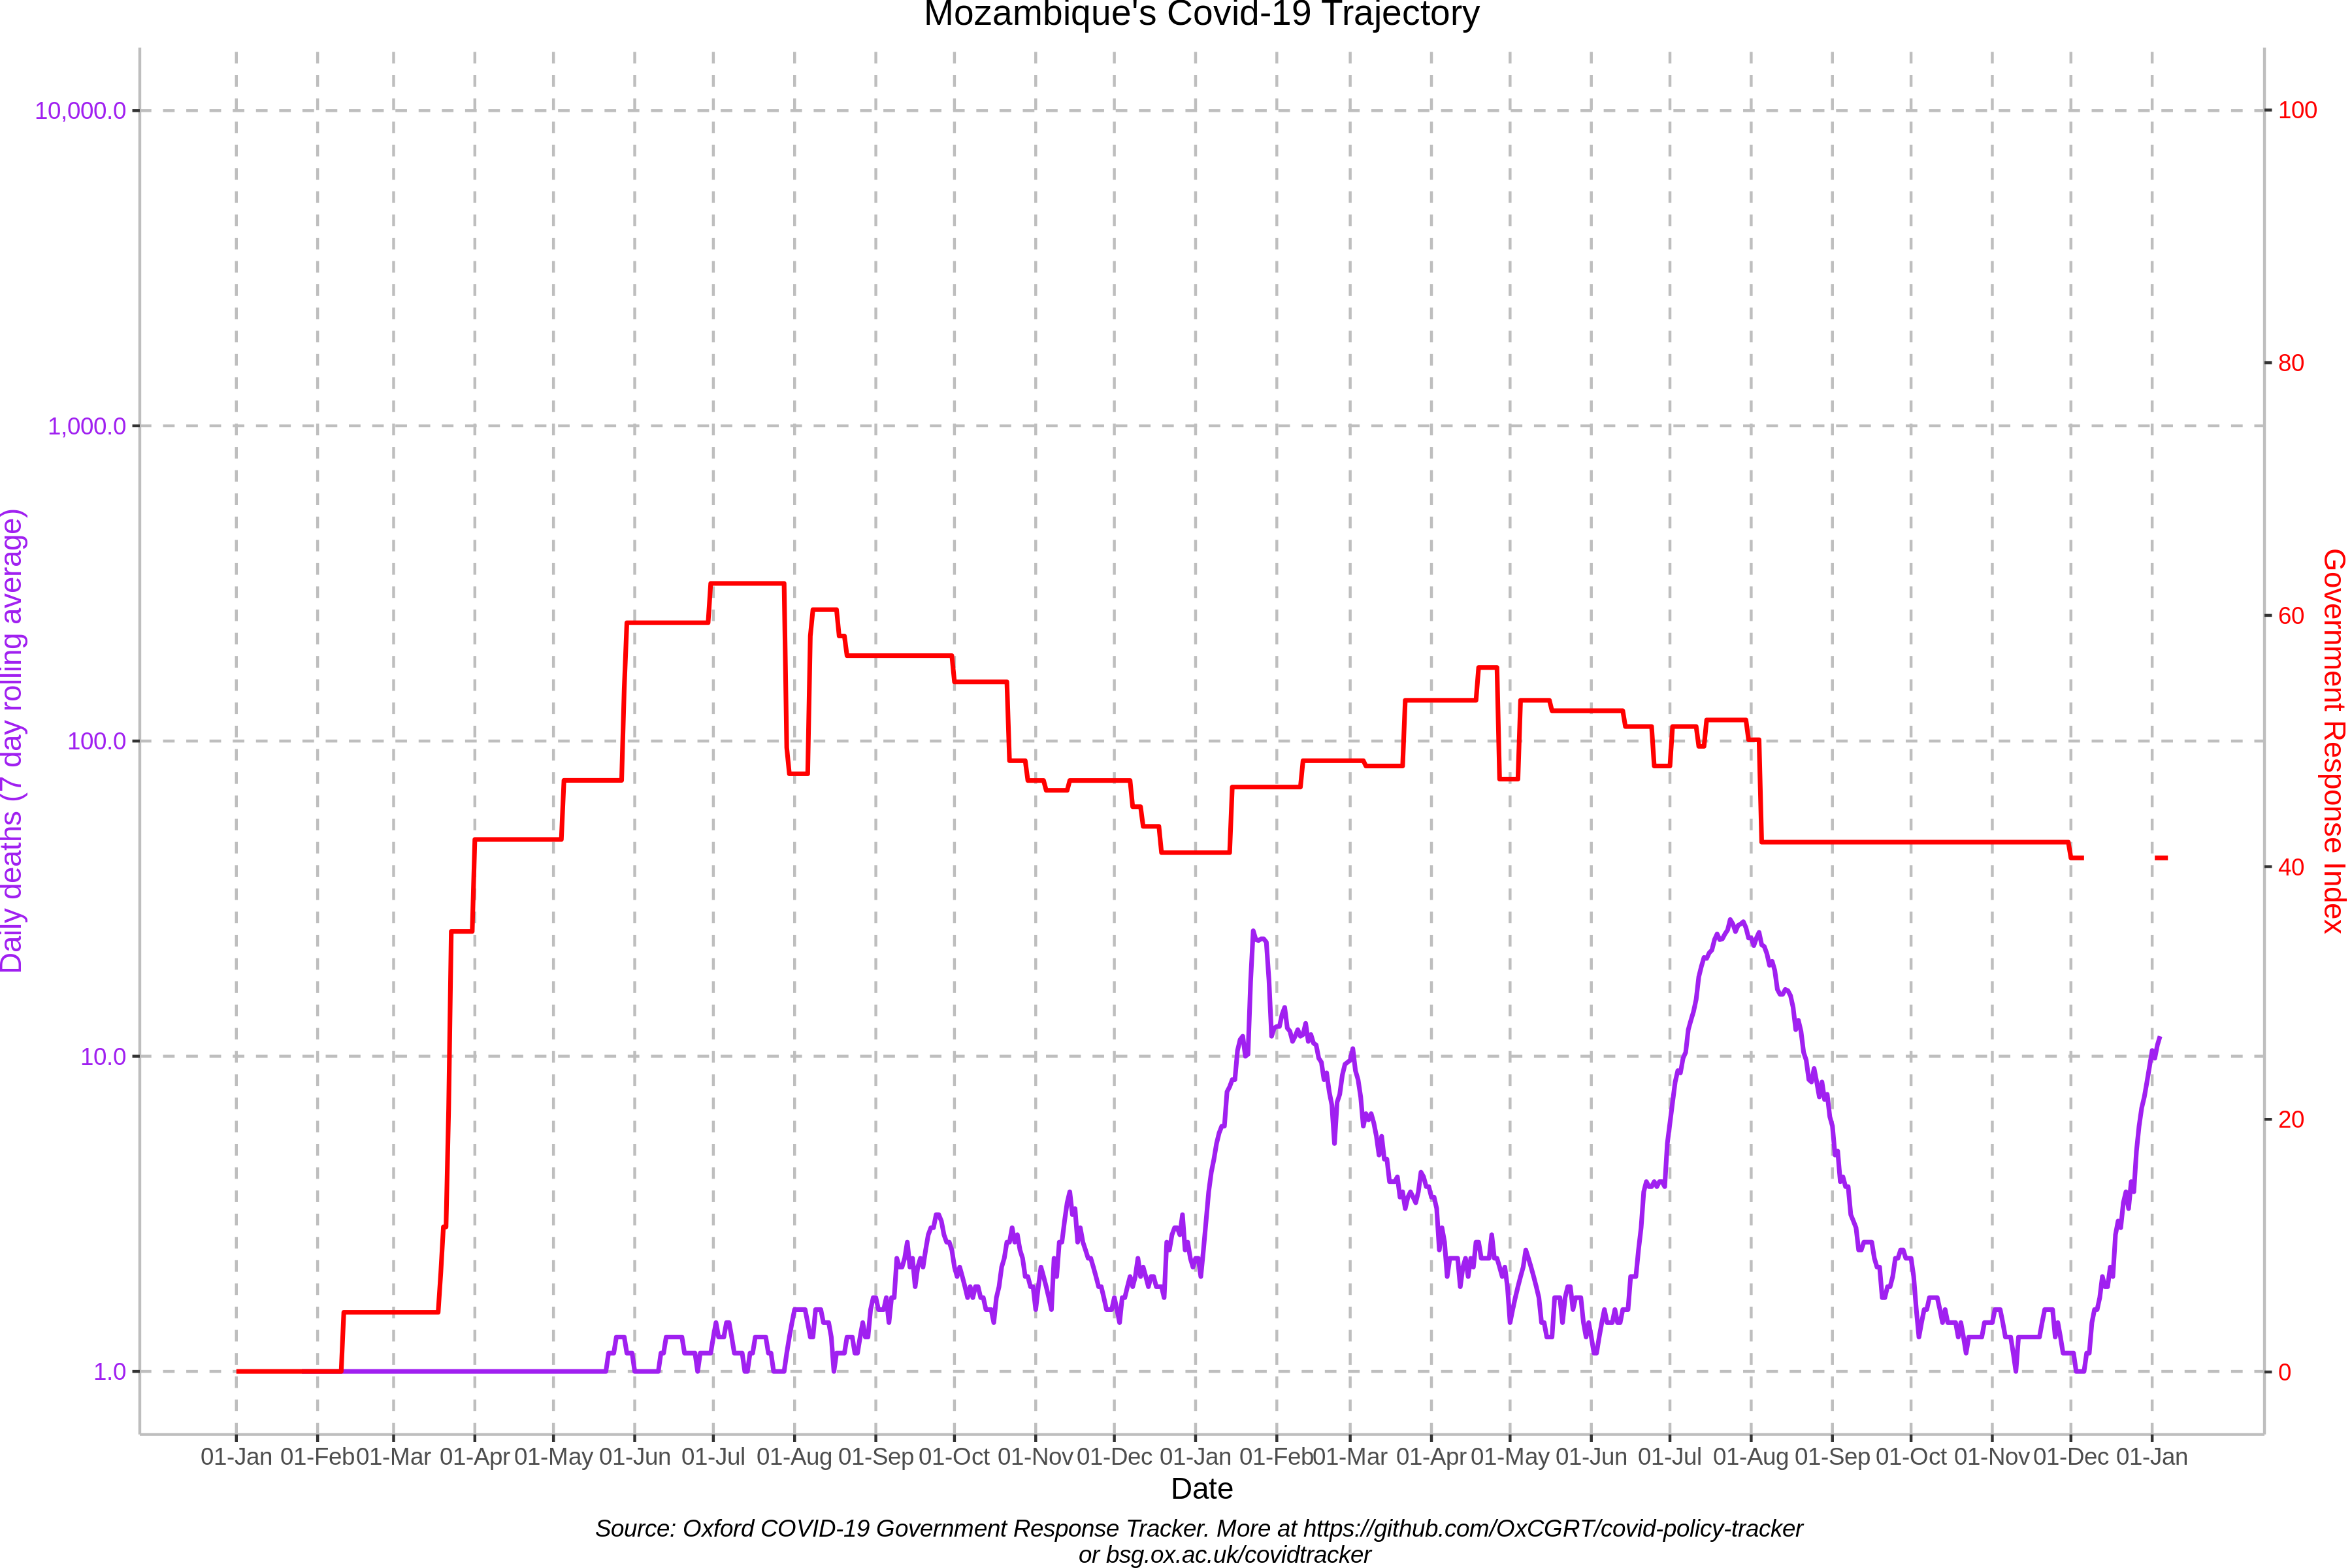 Mozambique's Covid-19 Trajectory
10,000.0
1,000.0
100.0
10.0
1.0
Daily deaths (7 day rolling average)
100
80
60
40
20
0
Government Response Index
01-Jan 01-Feb 01-Mar 01-Apr 01-May 01-Jun 01-Jul 01-Aug 01-Sep 01-Oct 01-Nov 01-Dec 01-Jan 01-Feb 01-Mar 01-Apr 01-May 01-Jun 01-Jul 01-Aug 01-Sep 01-Oct 01-Nov 01-Dec 01-Jan
Date
Source: Oxford COVID-19 Government Response Tracker. More at https://github.com/OxCGRT/covid-policy-tracker
or bsg.ox.ac.uk/covidtracker